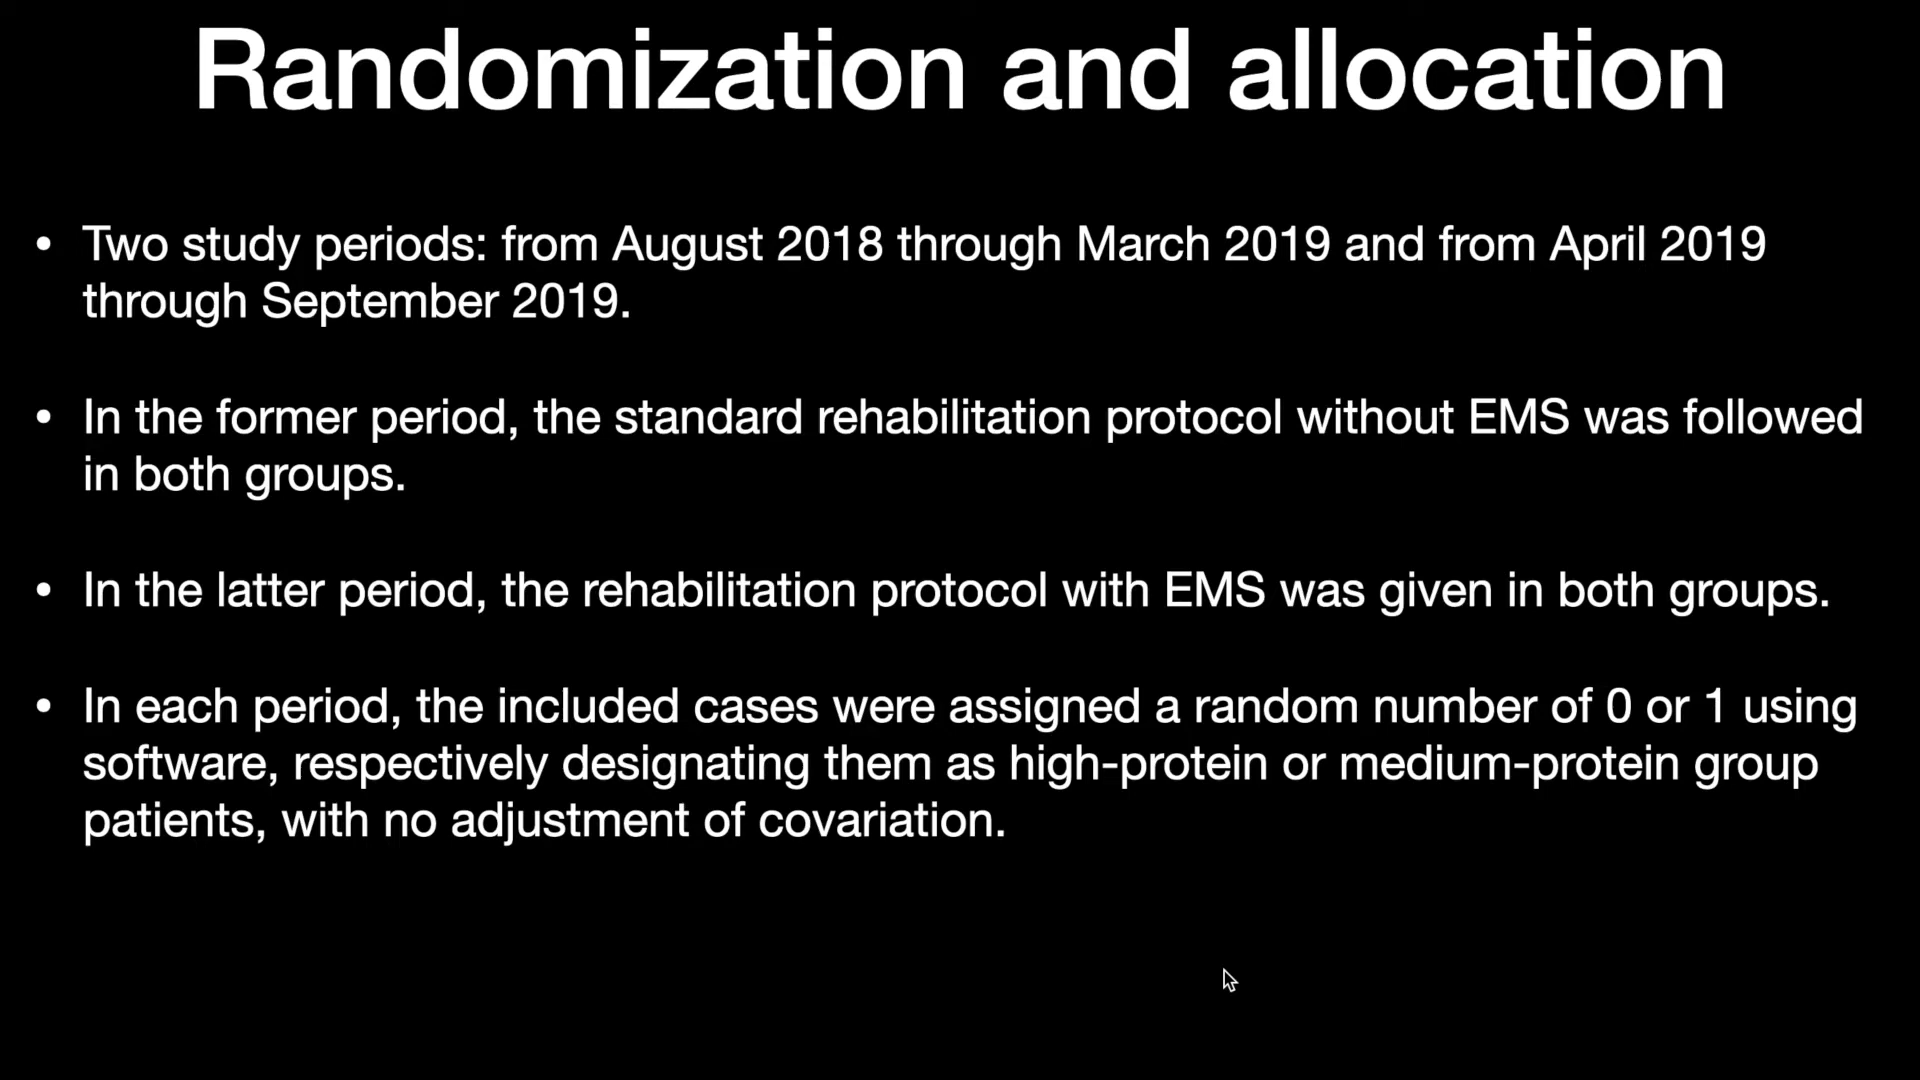 Randomization and allocation
• Two study periods: from August 2018 through March 2019 and from April 2019
through September 2019.
• In the former period, the standard rehabilitation protocol without EMS was followed
in both groups.
• In the latter period, the rehabilitation protocol with EMS was given in both groups.
• In each period, the included cases were assigned a random number of 0 or 1 using
software, respectively designating them as high-protein or medium-protein group
patients, with no adjustment of covariation.